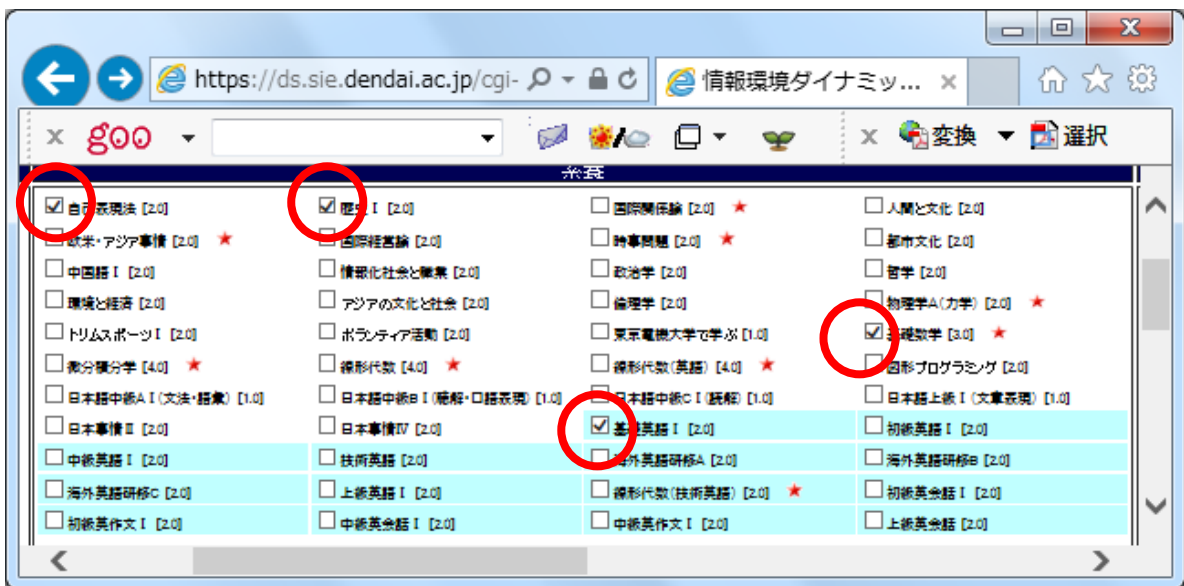 https://ds.sie.dendai.ac.jp/cgi- 情報環境ダイナミッ...
x goo x 変換 選択
自己表現法 [2.0] 歴史 I [2.0] 国際関係論 [2.0] ★ 人間と文化 [2.0]
欧米・アジア事情 [2.0] ★ 国際経営論 [2.0] 時事問題 [2.0] ★ 都市文化 [2.0]
中国語 I [2.0] 情報化社会と職業 [2.0] 政治学 [2.0] 哲学 [2.0]
環境と経済 [2.0] アジアの文化と社会 [2.0] 倫理学 [2.0] 物理学A(力学) [2.0] ★
トリムスポーツ I [2.0] ボランティア活動 [2.0] 東京電機大学で学ぶ [1.0] 基礎数学 [3.0] ★
微分積分学 [4.0] ★ 線形代数 [4.0] ★ 線形代数(英語) [4.0] ★ 図形プログラミング [2.0]
日本語中級A I (文法・語彙) [1.0] 日本語中級B I (聴解・口語表現) [1.0] 日本語中級C I (読解) [1.0] 日本語上級 I (文章表現) [1.0]
日本事情 II [2.0] 日本事情IV [2.0] 基礎英語 I [2.0] 初級英語 I [2.0]
中級英語 I [2.0] 技術英語 [2.0] 海外英語研修A [2.0] 海外英語研修B [2.0]
海外英語研修C [2.0] 上級英語 I [2.0] 線形代数(技術英語) [2.0] ★ 初級英会話 I [2.0]
初級英作文 I [2.0] 中級英会話 I [2.0] 中級英作文 I [2.0] 上級英会話 [2.0]